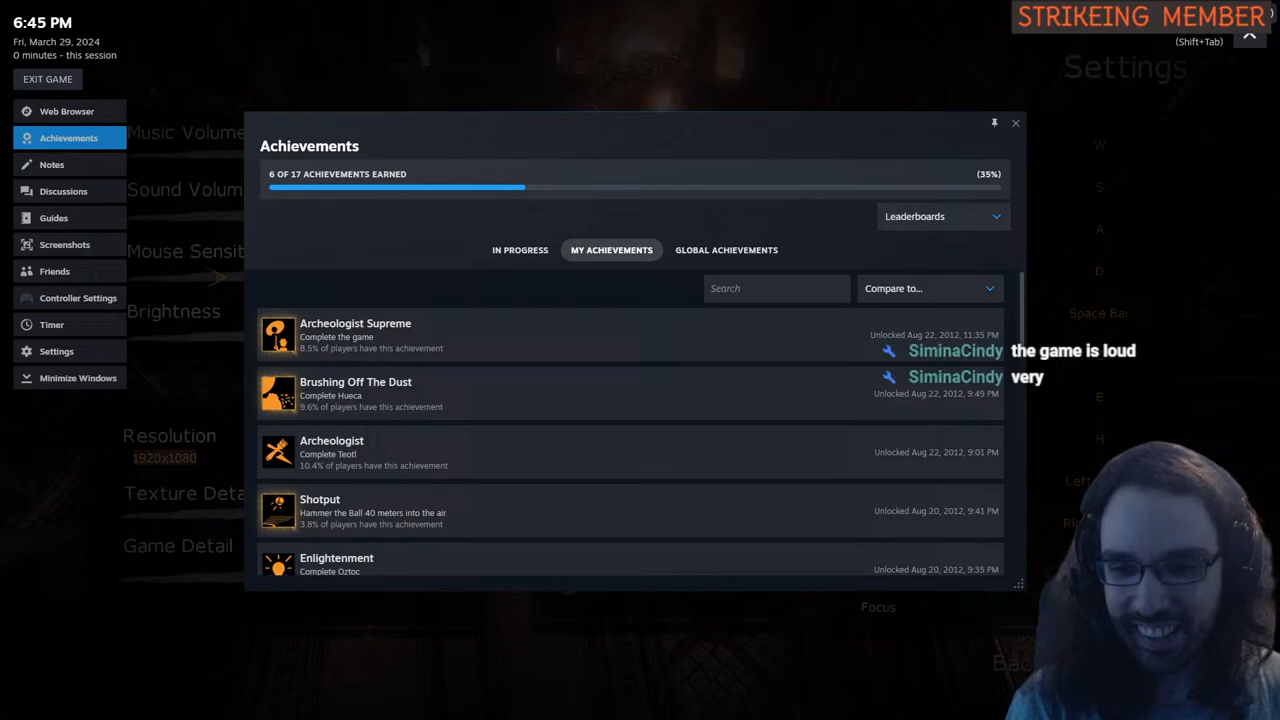 6:45 PM
Fri, March 29, 2024
0 minutes - this session
EXIT GAME
Web Browser
Achievements
Notes
Discussions
Guides
Screenshots
Friends
Controller Settings
Timer
Settings
Minimize Windows
STRIKEING MEMBER
(Shift+Tab)
Settings
Music Volum
Sound Volum
Mouse Sensit
Brightness
Resolution
1920x1080
Texture Deta
Game Detail
Achievements
6 OF 17 ACHIEVEMENTS EARNED
(35%)
Leaderboards
IN PROGRESS
MY ACHIEVEMENTS
GLOBAL ACHIEVEMENTS
Search
Compare to...
Archeologist Supreme
Complete the game
8.5% of players have this achievement
Unlocked Aug 22, 2012, 11:35 PM
Brushing Off The Dust
Complete Hueca
9.6% of players have this achievement
Unlocked Aug 22, 2012, 9:49 PM
Archeologist
Complete Teotl
10.4% of players have this achievement
Unlocked Aug 22, 2012, 9:01 PM
Shotput
Hammer the Ball 40 meters into the air
3.8% of players have this achievement
Unlocked Aug 20, 2012, 9:41 PM
Enlightenment
Complete Oztoc
Unlocked Aug 20, 2012, 9:35 PM
SiminaCindy the game is loud
SiminaCindy very
W
S
A
D
Space Bar
E
H
Left
Ri
Focus
Ba